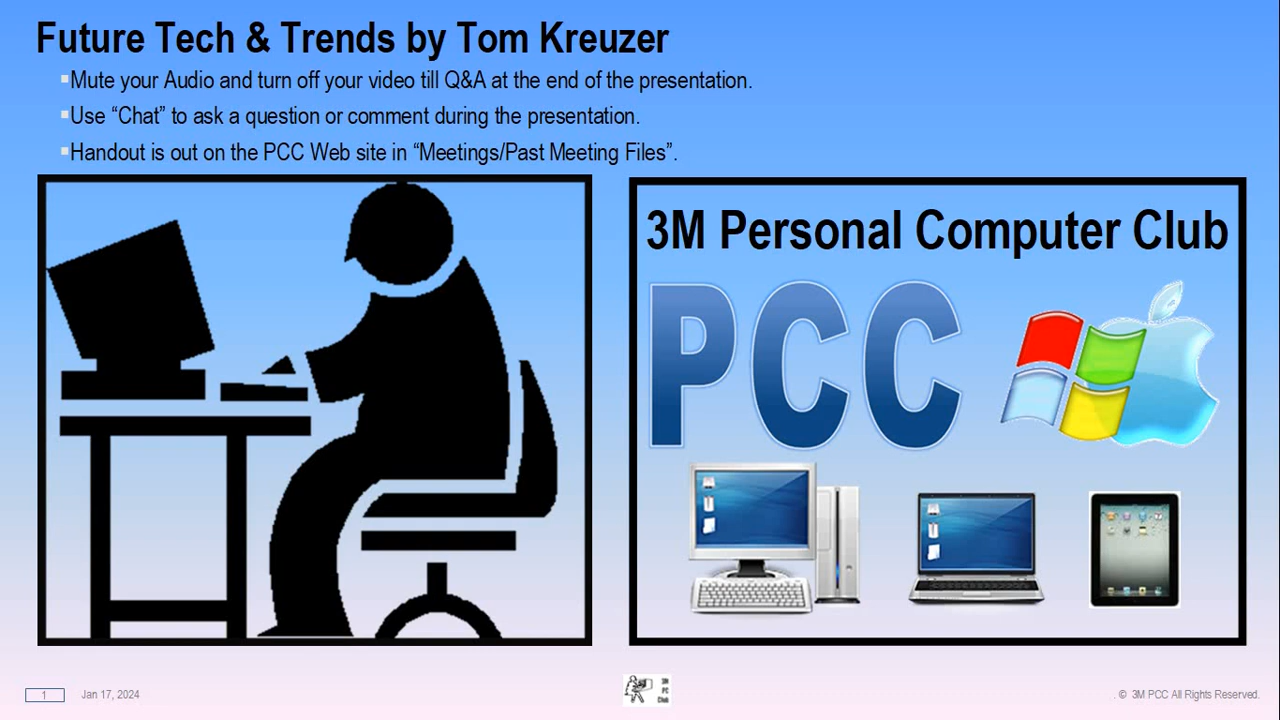 Future Tech & Trends by Tom Kreuzer
▪Mute your Audio and turn off your video till Q&A at the end of the presentation.
▪Use “Chat” to ask a question or comment during the presentation.
▪Handout is out on the PCC Web site in “Meetings/Past Meeting Files”.
3M Personal Computer Club
PCC
1
Jan 17, 2024
3M
PC
Club
. © 3M PCC All Rights Reserved.